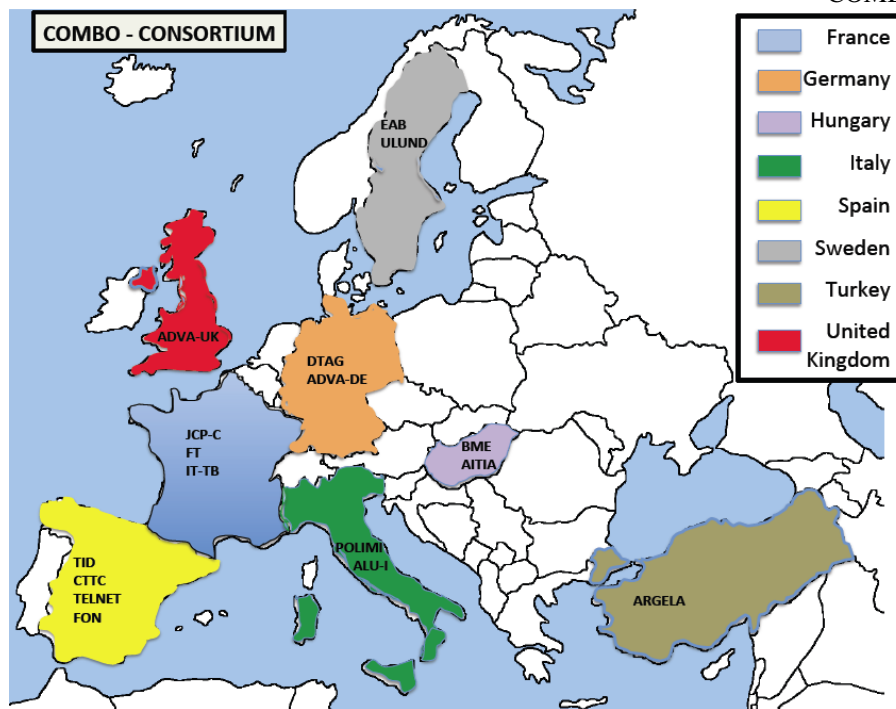 COMBO - CONSORTIUM
France
Germany
Hungary
Italy
Spain
Sweden
Turkey
United
Kingdom
EAB
ULUND
ADVA-UK
DTAG
ADVA-DE
JCP-C
FT
IT-TB
BME
AITIA
POLIMI
ALU-I
TID
CTTC
TELNET
FON
ARGELA